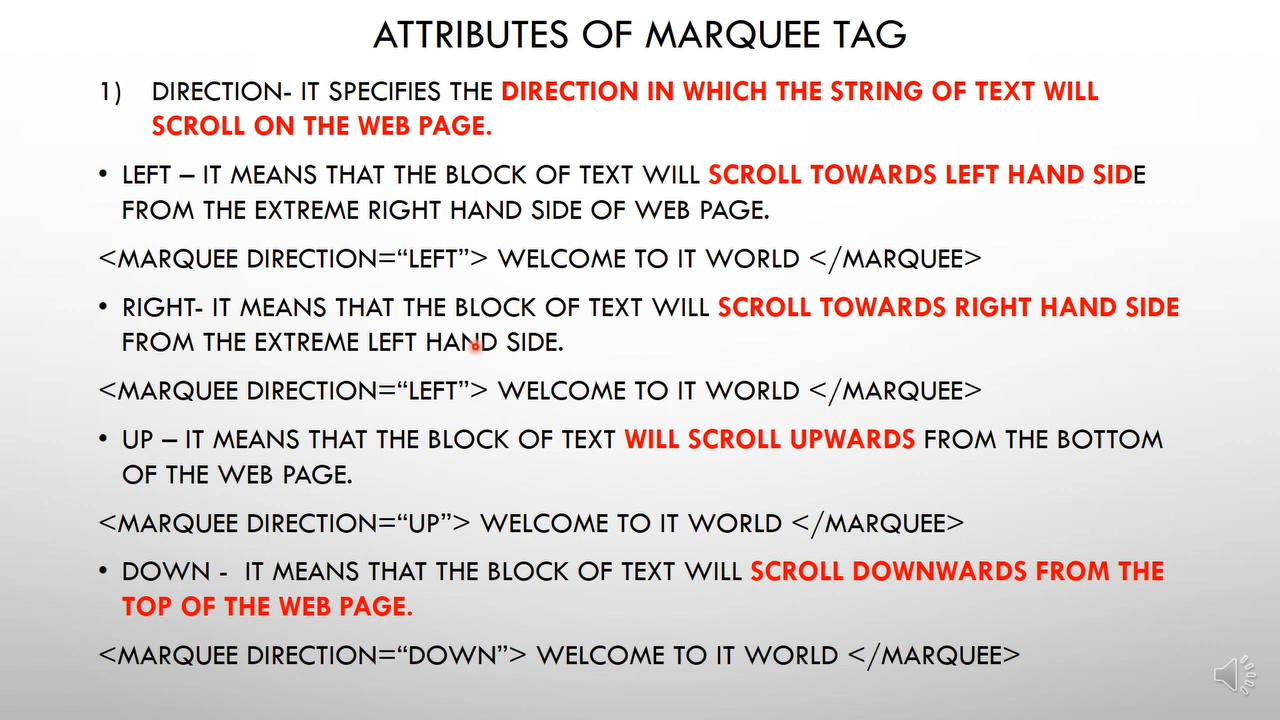 ATTRIBUTES OF MARQUEE TAG
1) DIRECTION- IT SPECIFIES THE DIRECTION IN WHICH THE STRING OF TEXT WILL
SCROLL ON THE WEB PAGE.
• LEFT – IT MEANS THAT THE BLOCK OF TEXT WILL SCROLL TOWARDS LEFT HAND SIDE
FROM THE EXTREME RIGHT HAND SIDE OF WEB PAGE.
<MARQUEE DIRECTION=“LEFT”> WELCOME TO IT WORLD </MARQUEE>
• RIGHT- IT MEANS THAT THE BLOCK OF TEXT WILL SCROLL TOWARDS RIGHT HAND SIDE
FROM THE EXTREME LEFT HAND SIDE.
<MARQUEE DIRECTION=“LEFT”> WELCOME TO IT WORLD </MARQUEE>
• UP – IT MEANS THAT THE BLOCK OF TEXT WILL SCROLL UPWARDS FROM THE BOTTOM
OF THE WEB PAGE.
<MARQUEE DIRECTION=“UP”> WELCOME TO IT WORLD </MARQUEE>
• DOWN - IT MEANS THAT THE BLOCK OF TEXT WILL SCROLL DOWNWARDS FROM THE
TOP OF THE WEB PAGE.
<MARQUEE DIRECTION=“DOWN”> WELCOME TO IT WORLD </MARQUEE>